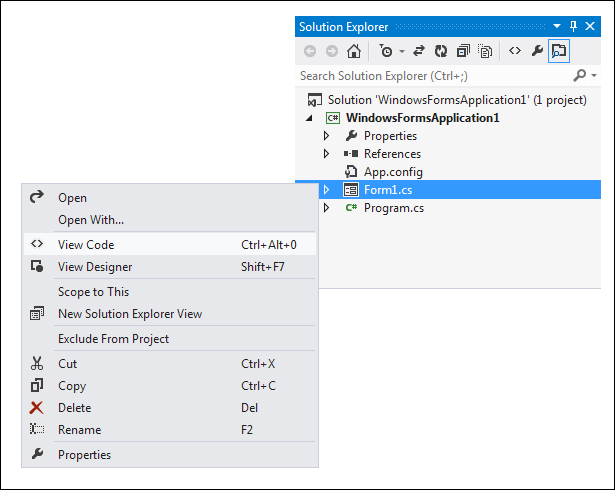 Solution Explorer
Search Solution Explorer (Ctrl+;)
Solution 'WindowsFormsApplication1' (1 project)
C# WindowsFormsApplication1
Properties
References
App.config
Form1.cs
C# Program.cs
Open
Open With...
View Code Ctrl+Alt+0
View Designer Shift+F7
Scope to This
New Solution Explorer View
Exclude From Project
Cut Ctrl+X
Copy Ctrl+C
Delete Del
Rename F2
Properties